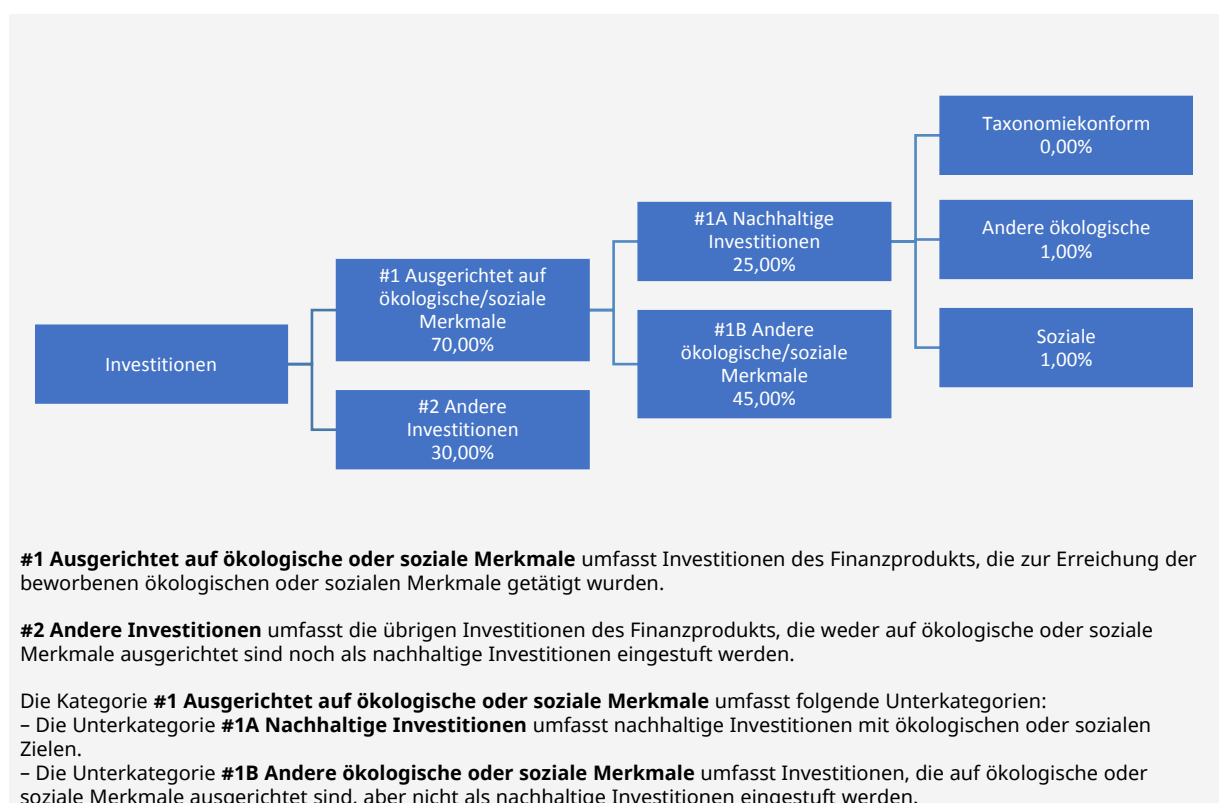 Investitionen
#1 Ausgerichtet auf
ökologische/soziale
Merkmale
70,00%
#2 Andere
Investitionen
30,00%
#1A Nachhaltige
Investitionen
25,00%
#1B Andere
ökologische/soziale
Merkmale
45,00%
Taxonomiekonform
0,00%
Andere ökologische
1,00%
Soziale
1,00%
#1 Ausgerichtet auf ökologische oder soziale Merkmale umfasst Investitionen des Finanzprodukts, die zur Erreichung der
beworbenen ökologischen oder sozialen Merkmale getätigt wurden.
#2 Andere Investitionen umfasst die übrigen Investitionen des Finanzprodukts, die weder auf ökologische oder soziale
Merkmale ausgerichtet sind noch als nachhaltige Investitionen eingestuft werden.
Die Kategorie #1 Ausgerichtet auf ökologische oder soziale Merkmale umfasst folgende Unterkategorien:
– Die Unterkategorie #1A Nachhaltige Investitionen umfasst nachhaltige Investitionen mit ökologischen oder sozialen
Zielen.
– Die Unterkategorie #1B Andere ökologische oder soziale Merkmale umfasst Investitionen, die auf ökologische oder
soziale Merkmale ausgerichtet sind, aber nicht als nachhaltige Investitionen eingestuft werden.